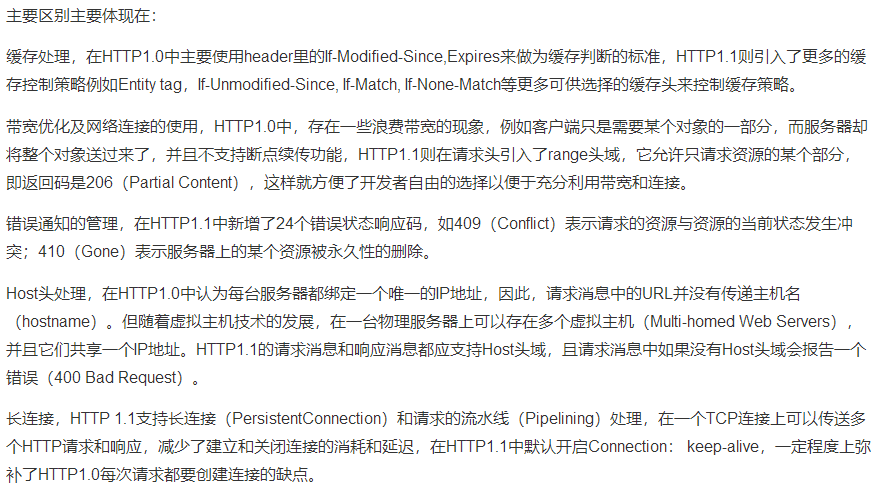 主要区别主要体现在：
缓存处理，在HTTP1.0中主要使用header里的If-Modified-Since,Expires来做为缓存判断的标准，HTTP1.1则引入了更多的缓
存控制策略例如Entity tag，If-Unmodified-Since, If-Match, If-None-Match等更多可供选择的缓存头来控制缓存策略。
带宽优化及网络连接的使用，HTTP1.0中，存在一些浪费带宽的现象，例如客户端只是需要某个对象的一部分，而服务器却
将整个对象送过来了，并且不支持断点续传功能，HTTP1.1则在请求头引入了range头域，它允许只请求资源的某个部分，
即返回码是206（Partial Content），这样就方便了开发者自由的选择以便于充分利用带宽和连接。
错误通知的管理，在HTTP1.1中新增了24个错误状态响应码，如409（Conflict）表示请求的资源与资源的当前状态发生冲
突；410（Gone）表示服务器上的某个资源被永久性的删除。
Host头处理，在HTTP1.0中认为每台服务器都绑定一个唯一的IP地址，因此，请求消息中的URL并没有传递主机名
（hostname）。但随着虚拟主机技术的发展，在一台物理服务器上可以存在多个虚拟主机（Multi-homed Web Servers），
并且它们共享一个IP地址。HTTP1.1的请求消息和响应消息都应支持Host头域，且请求消息中如果没有Host头域会报告一个
错误（400 Bad Request）。
长连接，HTTP 1.1支持长连接（PersistentConnection）和请求的流水线（Pipelining）处理，在一个TCP连接上可以传送多
个HTTP请求和响应，减少了建立和关闭连接的消耗和延迟，在HTTP1.1中默认开启Connection： keep-alive，一定程度上弥
补了HTTP1.0每次请求都要创建连接的缺点。